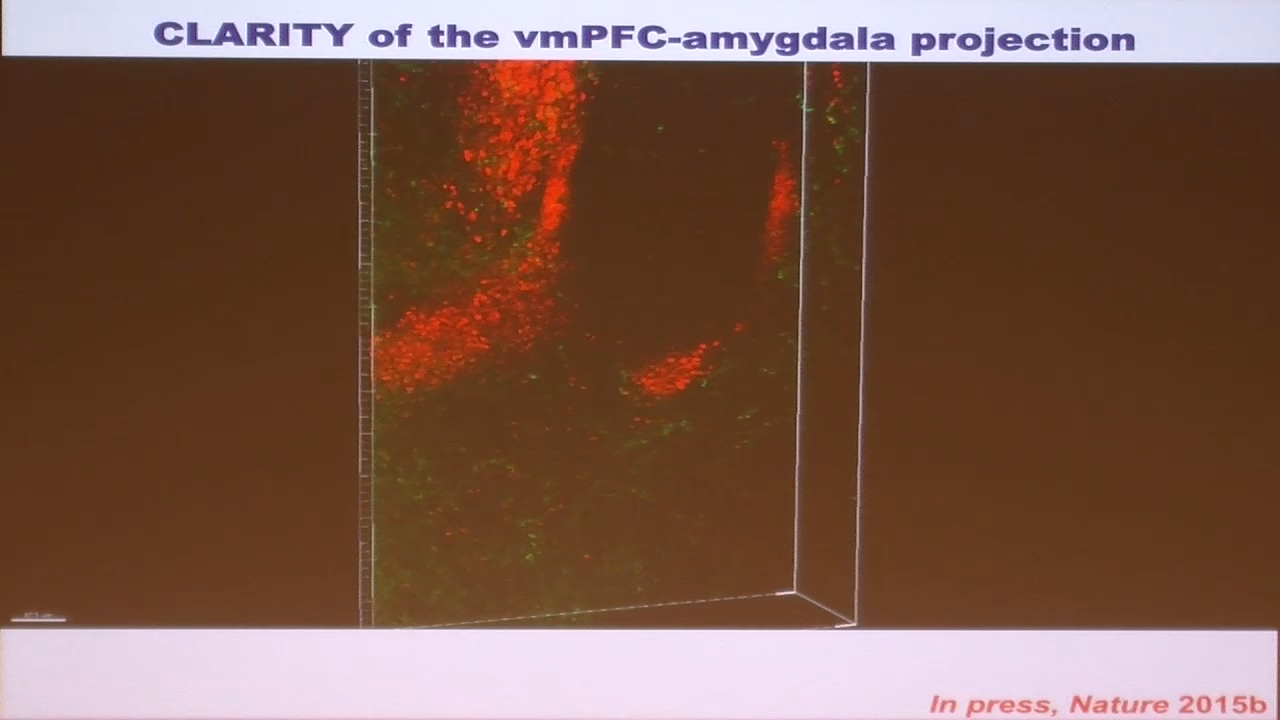 CLARITY of the vmPFC-amygdala projection
In press, Nature 2015b